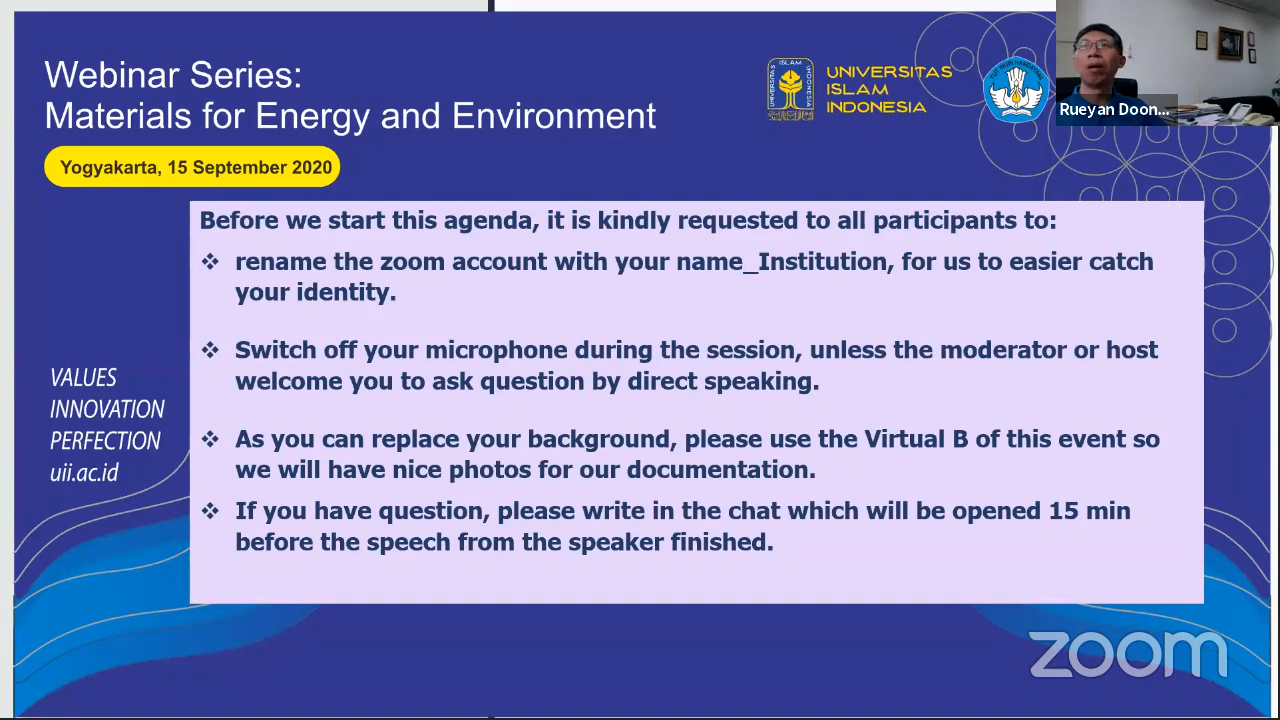 Webinar Series:
Materials for Energy and Environment
Yogyakarta, 15 September 2020
UNIVERSITAS
ISLAM
INDONESIA
UNIVERSITAS
ISLAM
INDONESIA
TUT WURI HANDAYANI
Rueyan Doon...
Before we start this agenda, it is kindly requested to all participants to:
❖ rename the zoom account with your name_Institution, for us to easier catch
your identity.
❖ Switch off your microphone during the session, unless the moderator or host
welcome you to ask question by direct speaking.
❖ As you can replace your background, please use the Virtual B of this event so
we will have nice photos for our documentation.
❖ If you have question, please write in the chat which will be opened 15 min
before the speech from the speaker finished.
VALUES
INNOVATION
PERFECTION
uii.ac.id
zoom